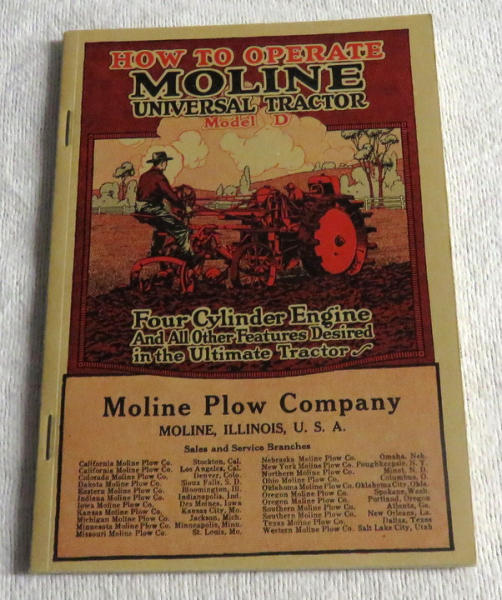 HOW TO OPERATE
MOLINE
UNIVERSAL TRACTOR
Model D
Four Cylinder Engine
And All Other Features Desired
in the Ultimate Tractor
Moline Plow Company
MOLINE, ILLINOIS, U. S. A.
Sales and Service Branches
California Moline Plow Co. Stockton, Cal.
California Moline Plow Co. Los Angeles, Cal.
Colorado Moline Plow Co. Denver, Colo.
Dakota Moline Plow Co. Sioux Falls, S. D.
Eastern Moline Plow Co. Bloomington, Ill.
Indiana Moline Plow Co. Indianapolis, Ind.
Iowa Moline Plow Co. Des Moines, Iowa
Kansas Moline Plow Co. Kansas City, Mo.
Michigan Moline Plow Co. Jackson, Mich.
Minnesota Moline Plow Co. Minneapolis, Minn.
Missouri Moline Plow Co. St. Louis, Mo.
Nebraska Moline Plow Co. Omaha, Neb.
New York Moline Plow Co. Poughkeepsie, N. Y.
Northern Moline Plow Co. Minot, N. D.
Ohio Moline Plow Co. Columbus, O.
Oklahoma Moline Plow Co. Oklahoma City, Okla.
Oregon Moline Plow Co. Spokane, Wash.
Oregon Moline Plow Co. Portland, Oregon
Southern Moline Plow Co. Atlanta, Ga.
Southern Moline Plow Co. New Orleans, La.
Texas Moline Plow Co. Dallas, Texas
Western Moline Plow Co. Salt Lake City, Utah